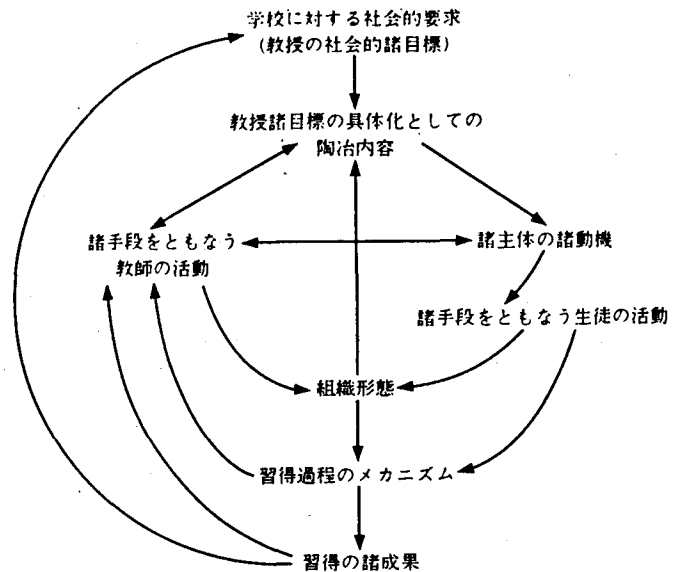 学校に対する社会的要求
(教授の社会的諸目標)
教授諸目標の具体化としての
陶冶内容
諸手段をともなう
教師の活動
諸主体の諸動機
諸手段をともなう生徒の活動
組織形態
習得過程のメカニズム
習得の諸成果